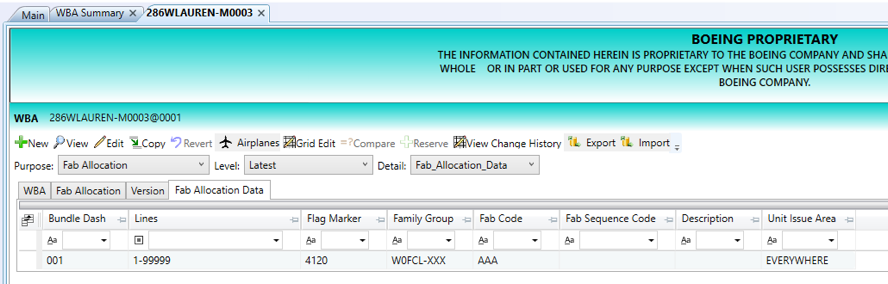 Main WBA Summary 286WLAUREN-M0003
BOEING PROPRIETARY
THE INFORMATION CONTAINED HEREIN IS PROPRIETARY TO THE BOEING COMPANY AND SHA
WHOLE OR IN PART OR USED FOR ANY PURPOSE EXCEPT WHEN SUCH USER POSSESSES DIRE
BOEING COMPANY.
WBA 286WLAUREN-M0003@0001
New View Edit Copy Revert Airplanes Grid Edit =?Compare Reserve View Change History Export Import
Purpose: Fab Allocation Level: Latest Detail: Fab_Allocation_Data
WBA Fab Allocation Version Fab Allocation Data
Bundle Dash Lines Flag Marker Family Group Fab Code Fab Sequence Code Description Unit Issue Area
Aa Aa Aa Aa Aa Aa Aa
001 1-99999 4120 W0FCL-XXX AAA EVERYWHERE